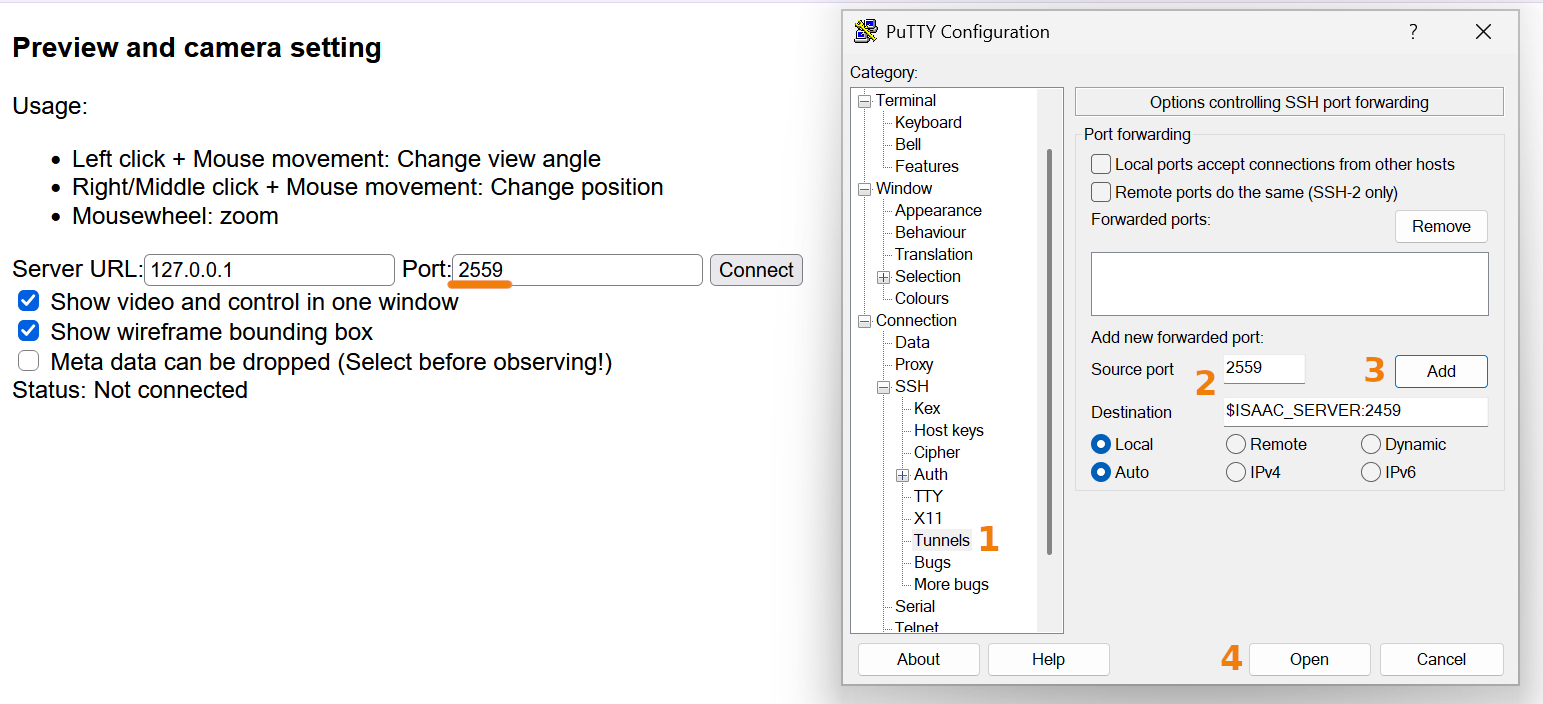 Preview and camera setting
Usage:
Left click + Mouse movement: Change view angle
Right/Middle click + Mouse movement: Change position
Mousewheel: zoom
Server URL: 127.0.0.1 Port: 2559 Connect
Show video and control in one window
Show wireframe bounding box
Meta data can be dropped (Select before observing!)
Status: Not connected
PuTTY Configuration ?
Category:
Terminal
Keyboard
Bell
Features
Window
Appearance
Behaviour
Translation
Selection
Colours
Connection
Data
Proxy
SSH
Kex
Host keys
Cipher
Auth
TTY
X11
Tunnels 1
Bugs
More bugs
Serial
Telnet
Options controlling SSH port forwarding
Port forwarding
Local ports accept connections from other hosts
Remote ports do the same (SSH-2 only)
Forwarded ports: Remove
Add new forwarded port:
Source port 2 2559 3 Add
Destination $ISAAC_SERVER:2459
Local Remote Dynamic
Auto IPv4 IPv6
About Help 4 Open Cancel